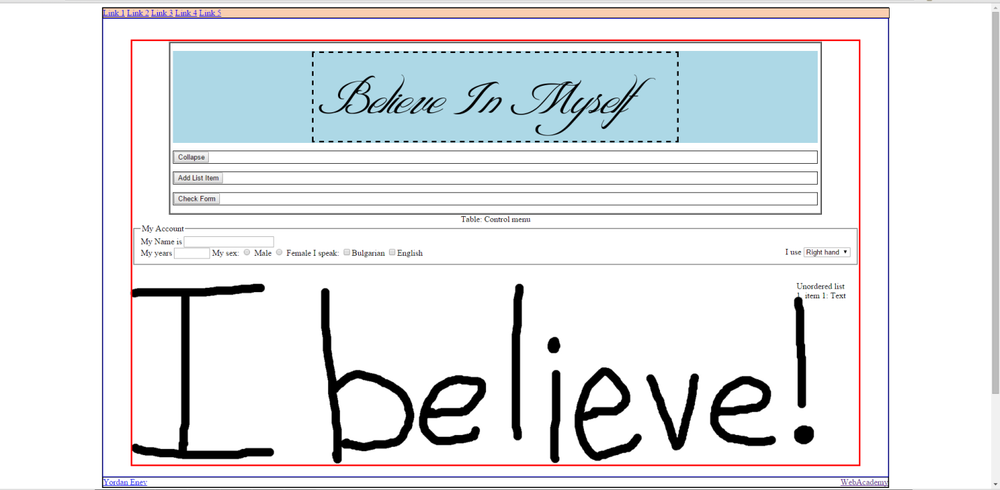 Link 1 Link 2 Link 3 Link 4 Link 5
Believe In Myself
Collapse
Add List Item
Check Form
Table: Control menu
My Account
My Name is
My years My sex: Male Female I speak: Bulgarian English I use Right hand
Unordered list
1. item 1: Text
I believe!
Yordan Enev WebAcademy